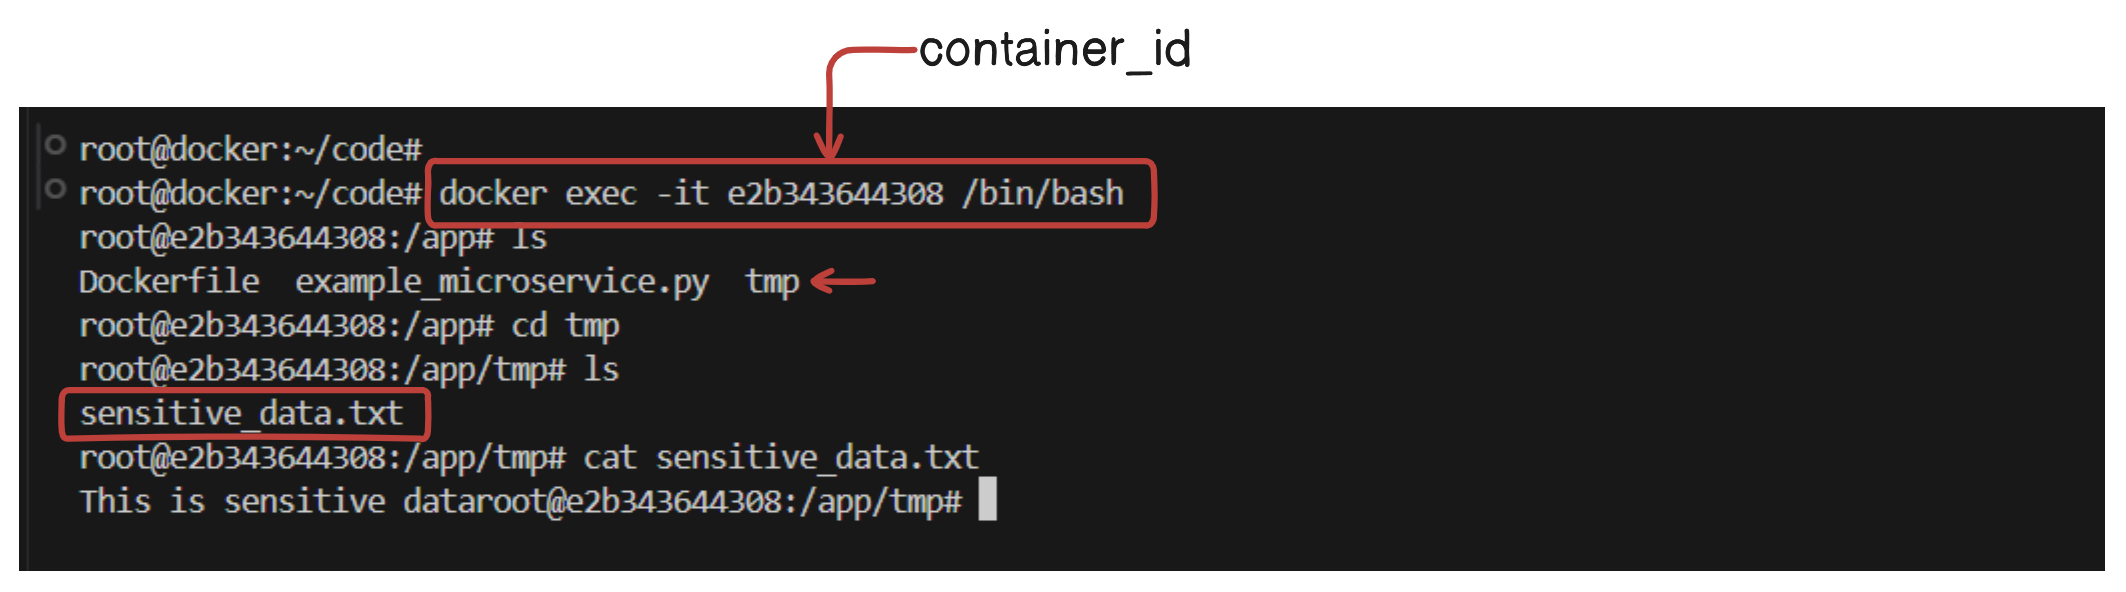 container_id
root@docker:~/code#
root@docker:~/code# docker exec -it e2b343644308 /bin/bash
root@e2b343644308:/app# ls
Dockerfile  example_microservice.py  tmp
root@e2b343644308:/app# cd tmp
root@e2b343644308:/app/tmp# ls
sensitive_data.txt
root@e2b343644308:/app/tmp# cat sensitive_data.txt
This is sensitive dataroot@e2b343644308:/app/tmp#